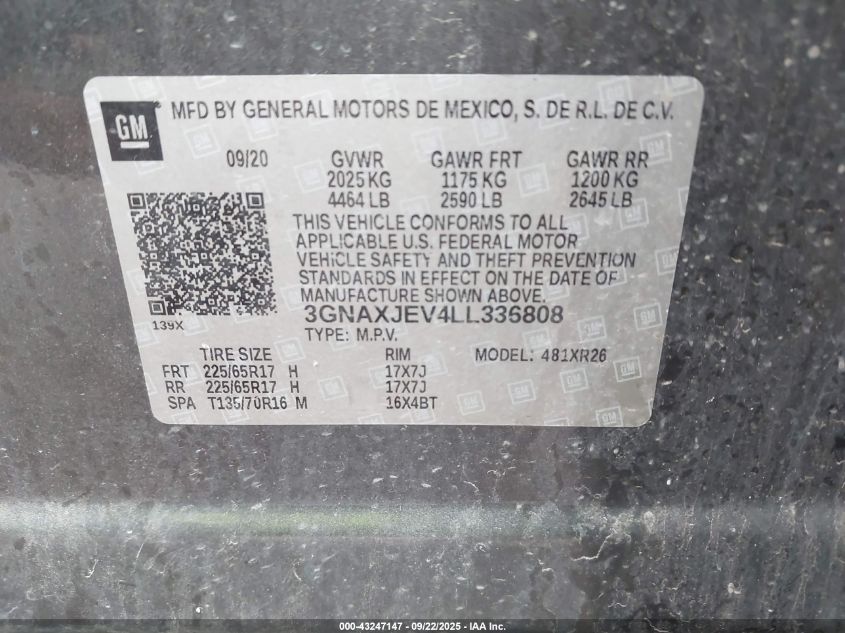 GM MFD BY GENERAL MOTORS DE MEXICO, S. DE R.L. DE C.V.
09/20 GVWR GAWR FRT GAWR RR
2025 KG 1175 KG 1200 KG
4464 LB 2590 LB 2645 LB
THIS VEHICLE CONFORMS TO ALL
APPLICABLE U.S. FEDERAL MOTOR
VEHICLE SAFETY AND THEFT PREVENTION
STANDARDS IN EFFECT ON THE DATE OF
MANUFACTURE SHOWN ABOVE.
3GNAXJEV4LL336808
139X
TYPE: M.P.V.
TIRE SIZE RIM MODEL: 481XR26
FRT 225/65R17 H 17X7J
RR 225/65R17 H 17X7J
SPA T135/70R16 M 16X4BT
000-43247147 - 09/22/2025 - IAA Inc.